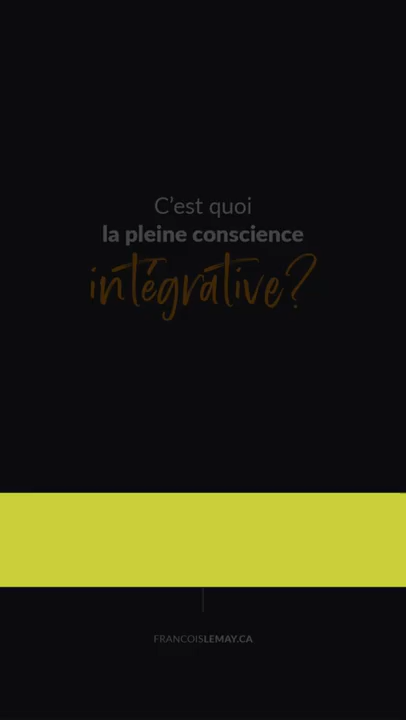 C'est quoi
la pleine conscience
intégrative?
FRANCOISLEMAY.CA